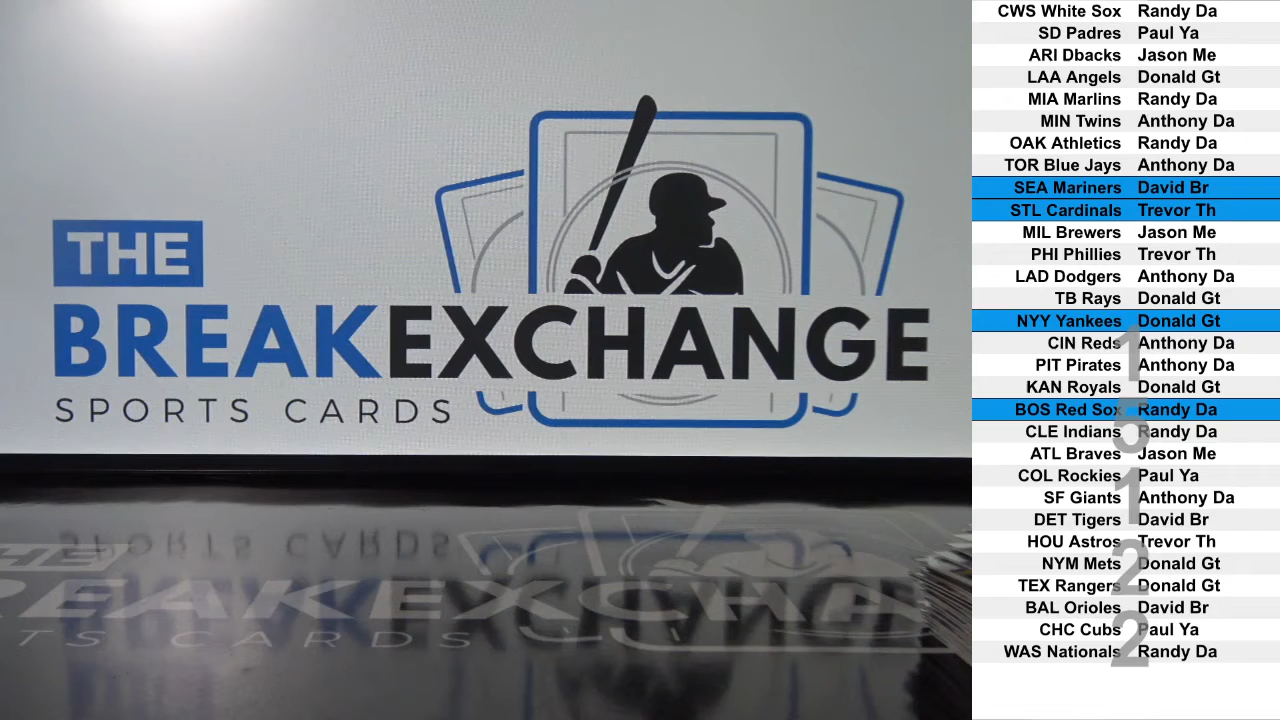 THE
BREAKEXCHANGE
SPORTS CARDS
CWS White Sox Randy Da
SD Padres Paul Ya
ARI Dbacks Jason Me
LAA Angels Donald Gt
MIA Marlins Randy Da
MIN Twins Anthony Da
OAK Athletics Randy Da
TOR Blue Jays Anthony Da
SEA Mariners David Br
STL Cardinals Trevor Th
MIL Brewers Jason Me
PHI Phillies Trevor Th
LAD Dodgers Anthony Da
TB Rays Donald Gt
NYY Yankees Donald Gt
CIN Reds Anthony Da
PIT Pirates Anthony Da
KAN Royals Donald Gt
BOS Red Sox Randy Da
CLE Indians Randy Da
ATL Braves Jason Me
COL Rockies Paul Ya
SF Giants Anthony Da
DET Tigers David Br
HOU Astros Trevor Th
NYM Mets Donald Gt
TEX Rangers Donald Gt
BAL Orioles David Br
CHC Cubs Paul Ya
WAS Nationals Randy Da
1
5
1
2
2